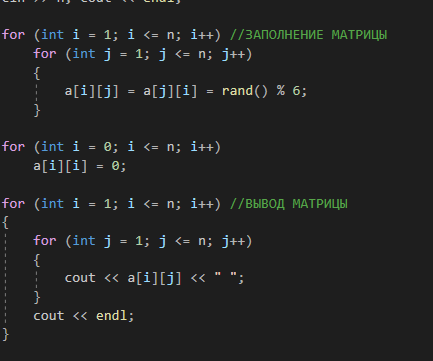 cin >> n; cout << endl;
for (int i = 1; i <= n; i++) //ЗАПОЛНЕНИЕ МАТРИЦЫ
for (int j = 1; j <= n; j++)
{
a[i][j] = a[j][i] = rand() % 6;
}
for (int i = 0; i <= n; i++)
a[i][i] = 0;
for (int i = 1; i <= n; i++) //ВЫВОД МАТРИЦЫ
{
for (int j = 1; j <= n; j++)
{
cout << a[i][j] << " ";
}
cout << endl;
}